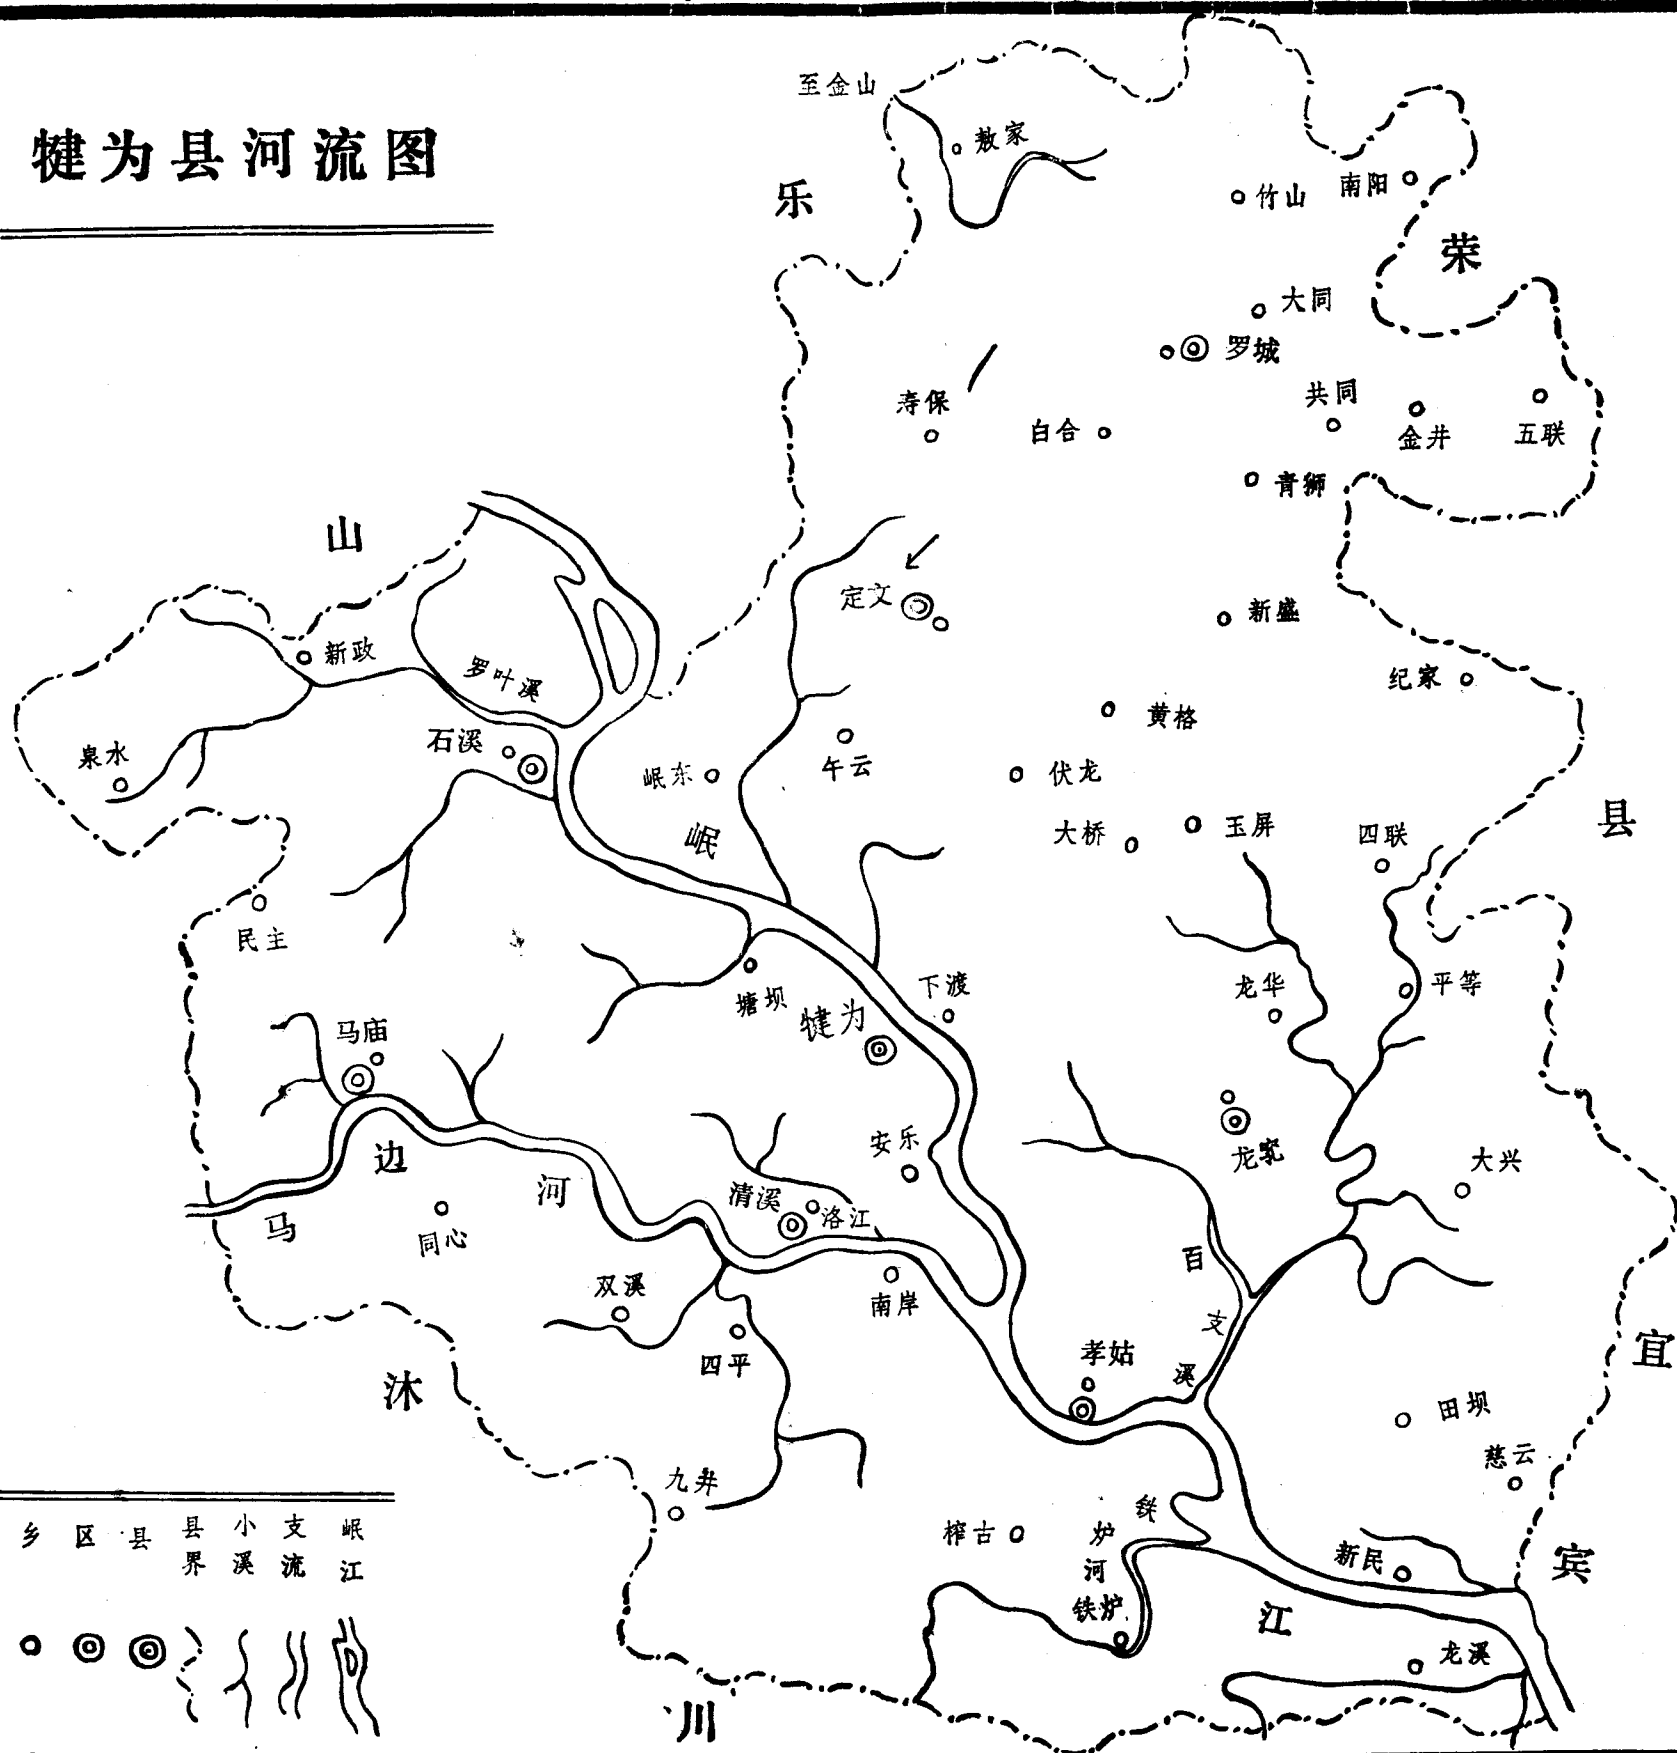 犍为县河流图
至金山
敖家
乐
竹山
南阳
荣
大同
罗城
寿保
白合
共同
金井
五联
青狮
山
定文
新盛
新政
罗叶溪
纪家
黄格
石溪
泉水
岷东
午云
伏龙
岷
大桥
玉屏
四联
县
民主
塘坝
犍为
下渡
龙华
平等
马庙
边
安乐
龙窝
大兴
河
清溪
洛江
马
同心
双溪
南岸
百
支
溪
四平
孝姑
宜
沐
田坝
慈云
九井
榨古
铁
炉
河
铁炉
新民
宾
江
龙溪
川
乡 区 县 县界 小溪 支流 岷江